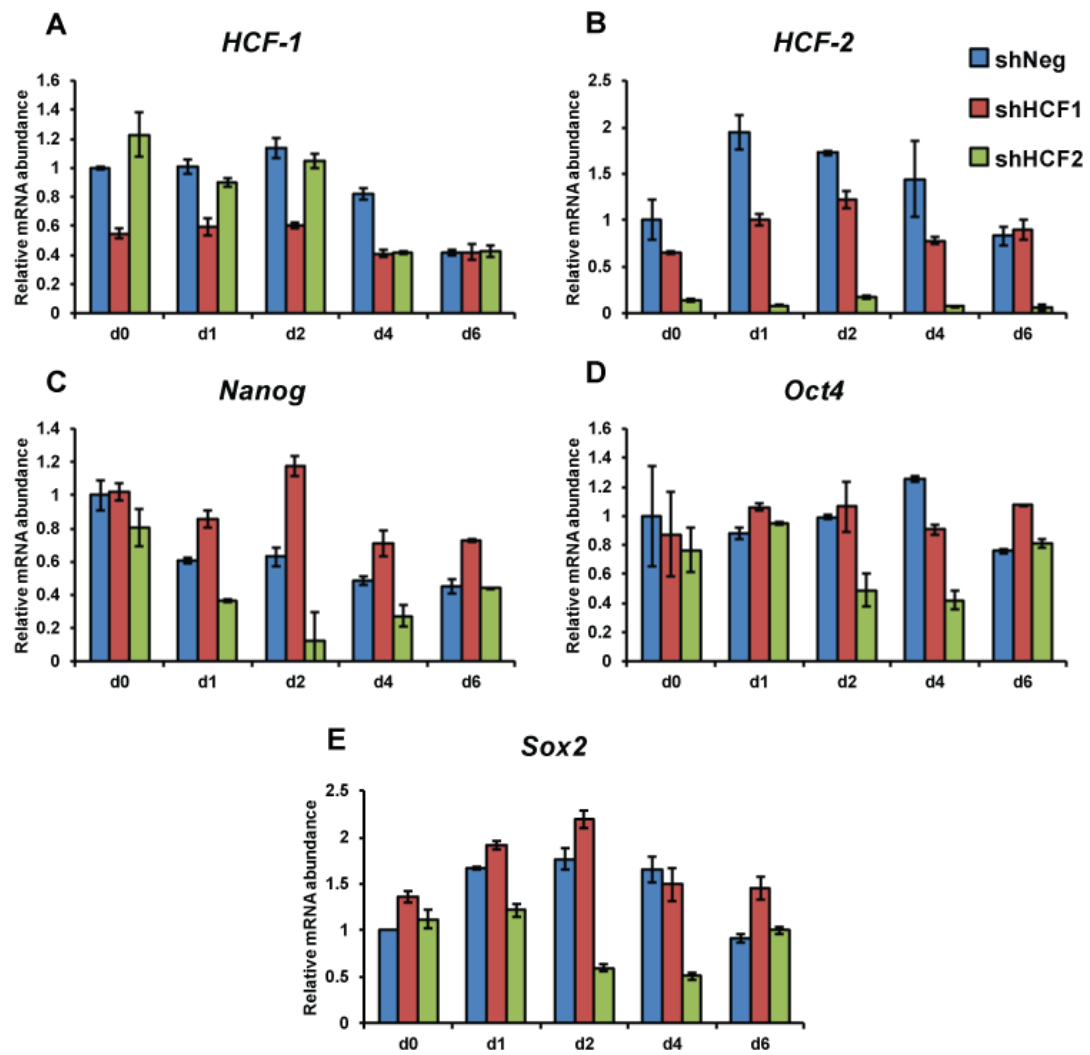 A
HCF-1
Relative mRNA abundance
1.6
1.4
1.2
1
0.8
0.6
0.4
0.2
0
d0 d1 d2 d4 d6
B
HCF-2
Relative mRNA abundance
2.5
2
1.5
1
0.5
0
d0 d1 d2 d4 d6
shNeg
shHCF1
shHCF2
C
Nanog
Relative mRNA abundance
1.6
1.4
1.2
1
0.8
0.6
0.4
0.2
0
d0 d1 d2 d4 d6
D
Oct4
Relative mRNA abundance
1.6
1.4
1.2
1
0.8
0.6
0.4
0.2
0
d0 d1 d2 d4 d6
E
Sox2
Relative mRNA abundance
2.5
2
1.5
1
0.5
0
d0 d1 d2 d4 d6